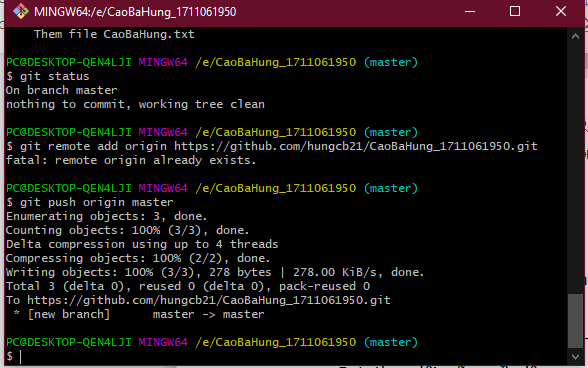 MINGW64:/e/CaoBaHung_1711061950
Them file CaoBaHung.txt
PC@DESKTOP-QEN4LJI MINGW64 /e/CaoBaHung_1711061950 (master)
$ git status
On branch master
nothing to commit, working tree clean
PC@DESKTOP-QEN4LJI MINGW64 /e/CaoBaHung_1711061950 (master)
$ git remote add origin https://github.com/hungcb21/CaoBaHung_1711061950.git
fatal: remote origin already exists.
PC@DESKTOP-QEN4LJI MINGW64 /e/CaoBaHung_1711061950 (master)
$ git push origin master
Enumerating objects: 3, done.
Counting objects: 100% (3/3), done.
Delta compression using up to 4 threads
Compressing objects: 100% (2/2), done.
Writing objects: 100% (3/3), 278 bytes | 278.00 KiB/s, done.
Total 3 (delta 0), reused 0 (delta 0), pack-reused 0
To https://github.com/hungcb21/CaoBaHung_1711061950.git
 * [new branch]      master -> master
PC@DESKTOP-QEN4LJI MINGW64 /e/CaoBaHung_1711061950 (master)
$